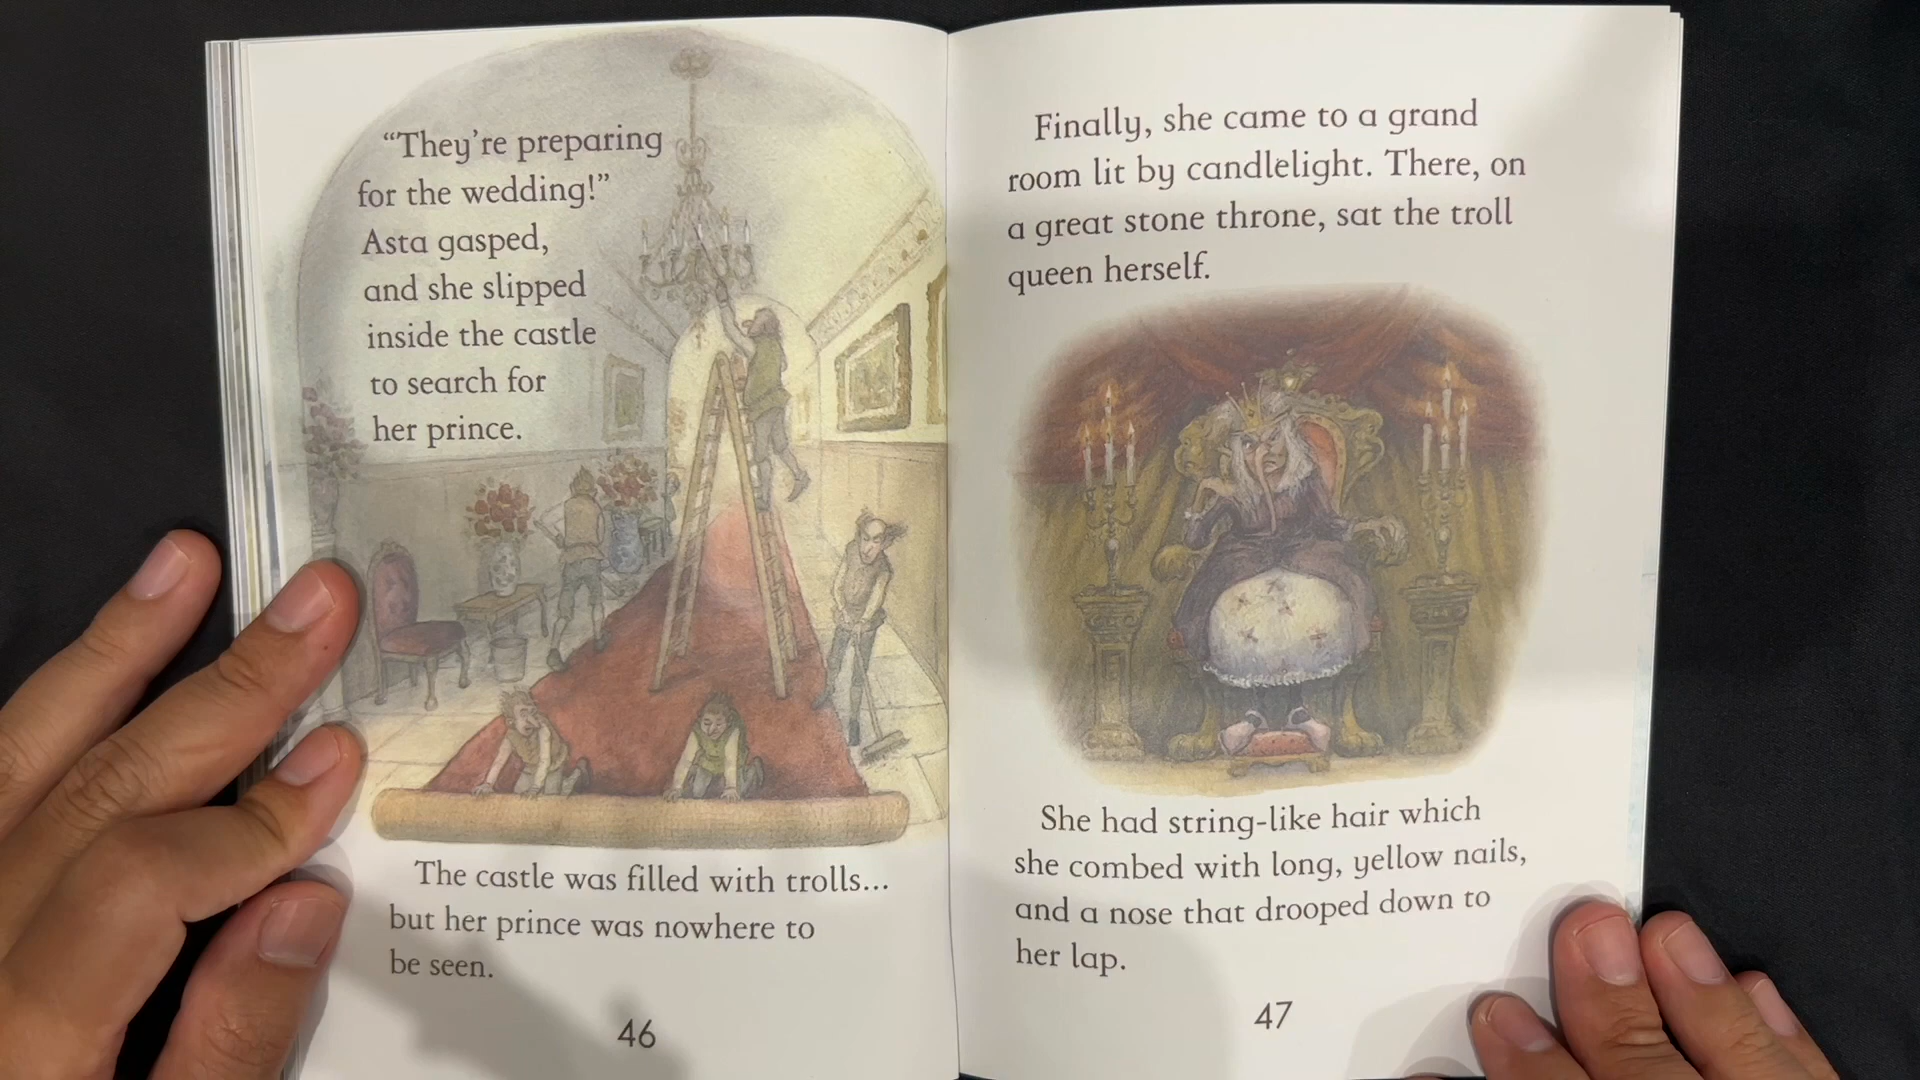 “They’re preparing
for the wedding!”
Asta gasped,
and she slipped
inside the castle
to search for
her prince.
The castle was filled with trolls...
but her prince was nowhere to
be seen.
46
Finally, she came to a grand
room lit by candlelight. There, on
a great stone throne, sat the troll
queen herself.
She had string-like hair which
she combed with long, yellow nails,
and a nose that drooped down to
her lap.
47